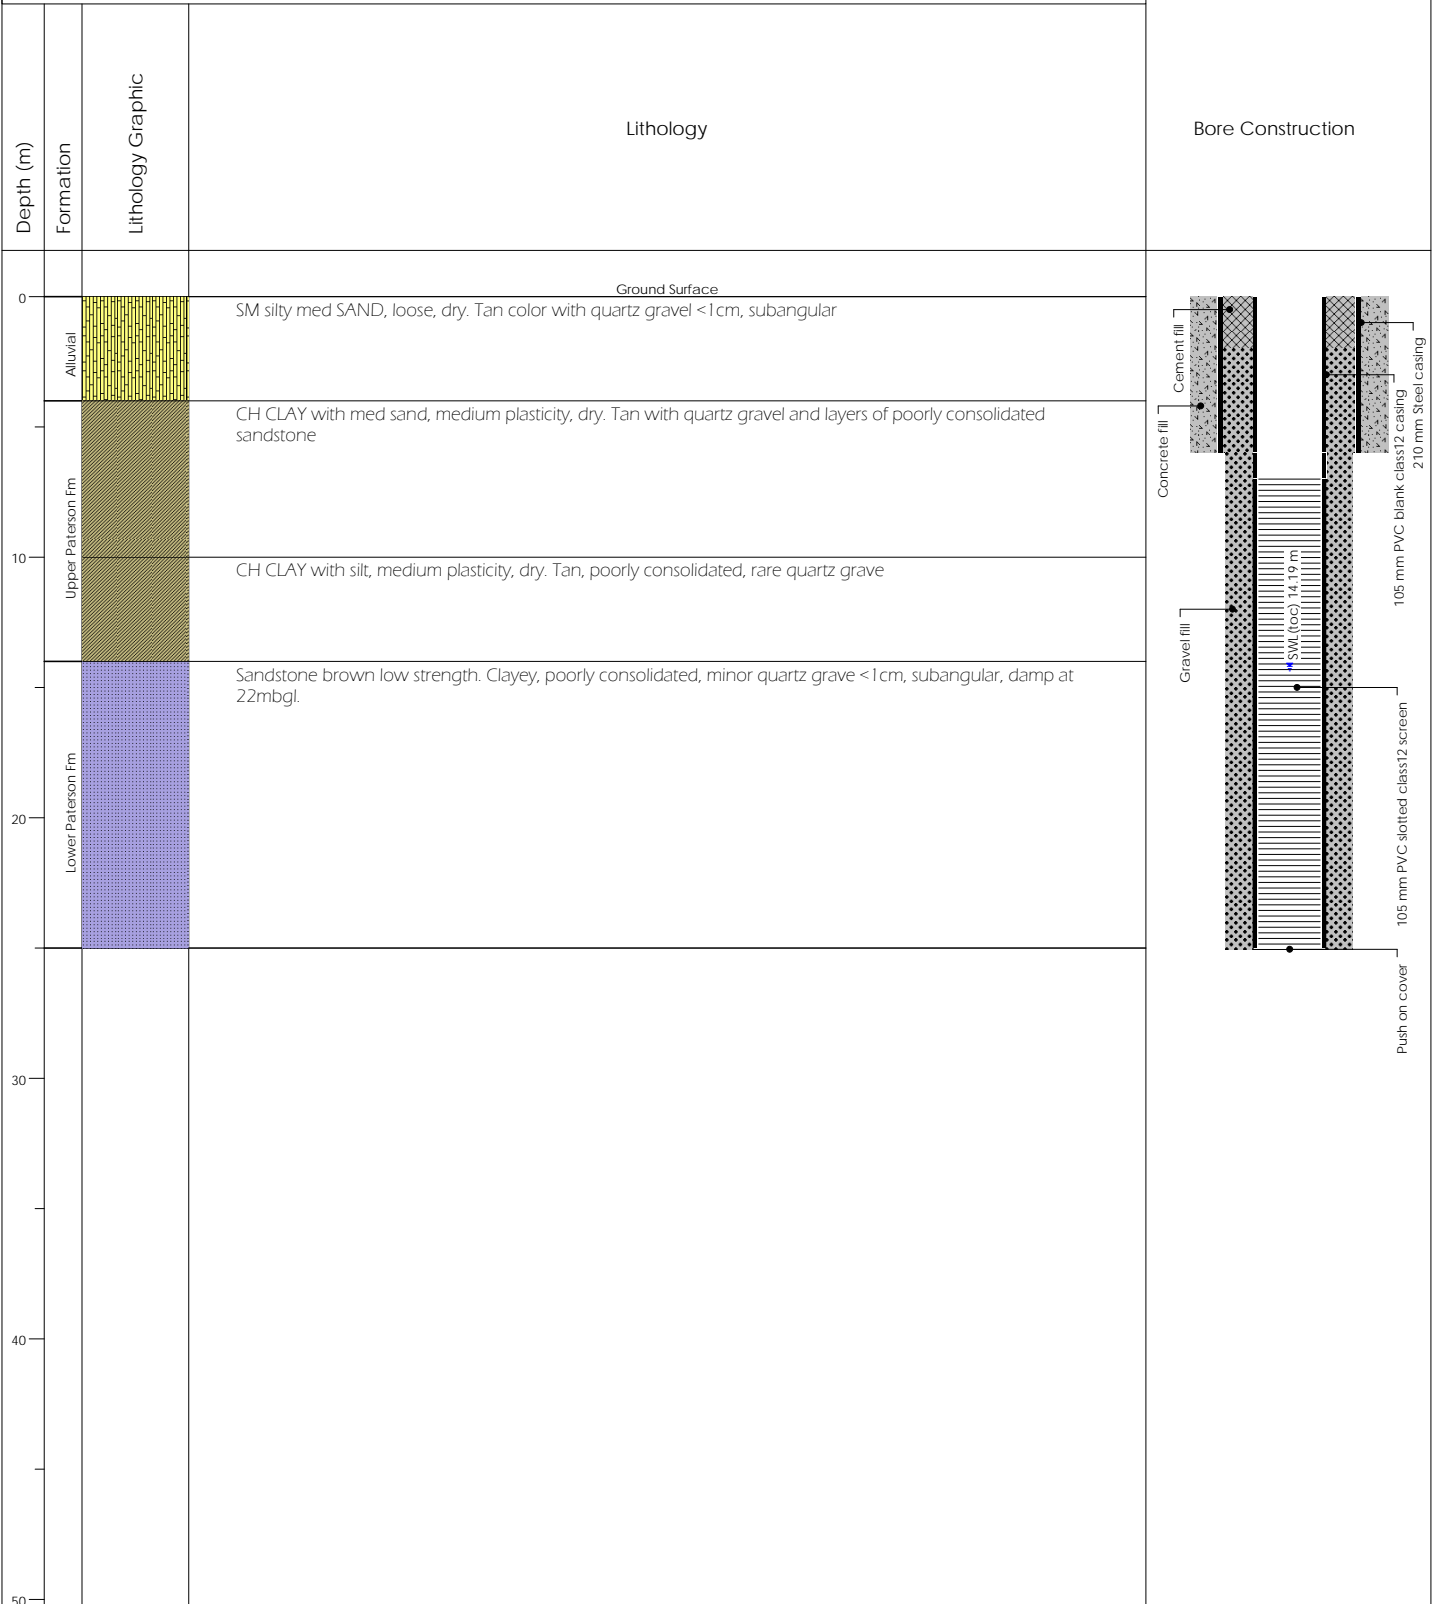 Depth (m)
Formation
Lithology Graphic
Lithology
Bore Construction
Ground Surface
0
10
20
30
40
50
Alluvial
Upper Paterson Fm
Lower Paterson Fm
SM silty med SAND, loose, dry. Tan color with quartz gravel <1cm, subangular
CH CLAY with med sand, medium plasticity, dry. Tan with quartz gravel and layers of poorly consolidated
sandstone
CH CLAY with silt, medium plasticity, dry. Tan, poorly consolidated, rare quartz grave
Sandstone brown low strength. Clayey, poorly consolidated, minor quartz grave <1cm, subangular, damp at
22mbgl.
Cement fill
Concrete fill
Gravel fill
SWL(toc) 14.19 m
105 mm PVC blank class12 casing
210 mm Steel casing
105 mm PVC slotted class12 screen
Push on cover